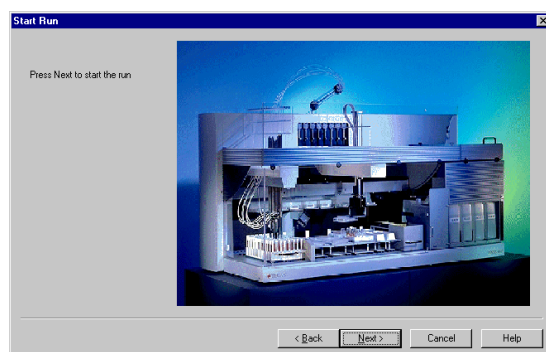 Start Run
Press Next to start the run
< Back
Next >
Cancel
Help